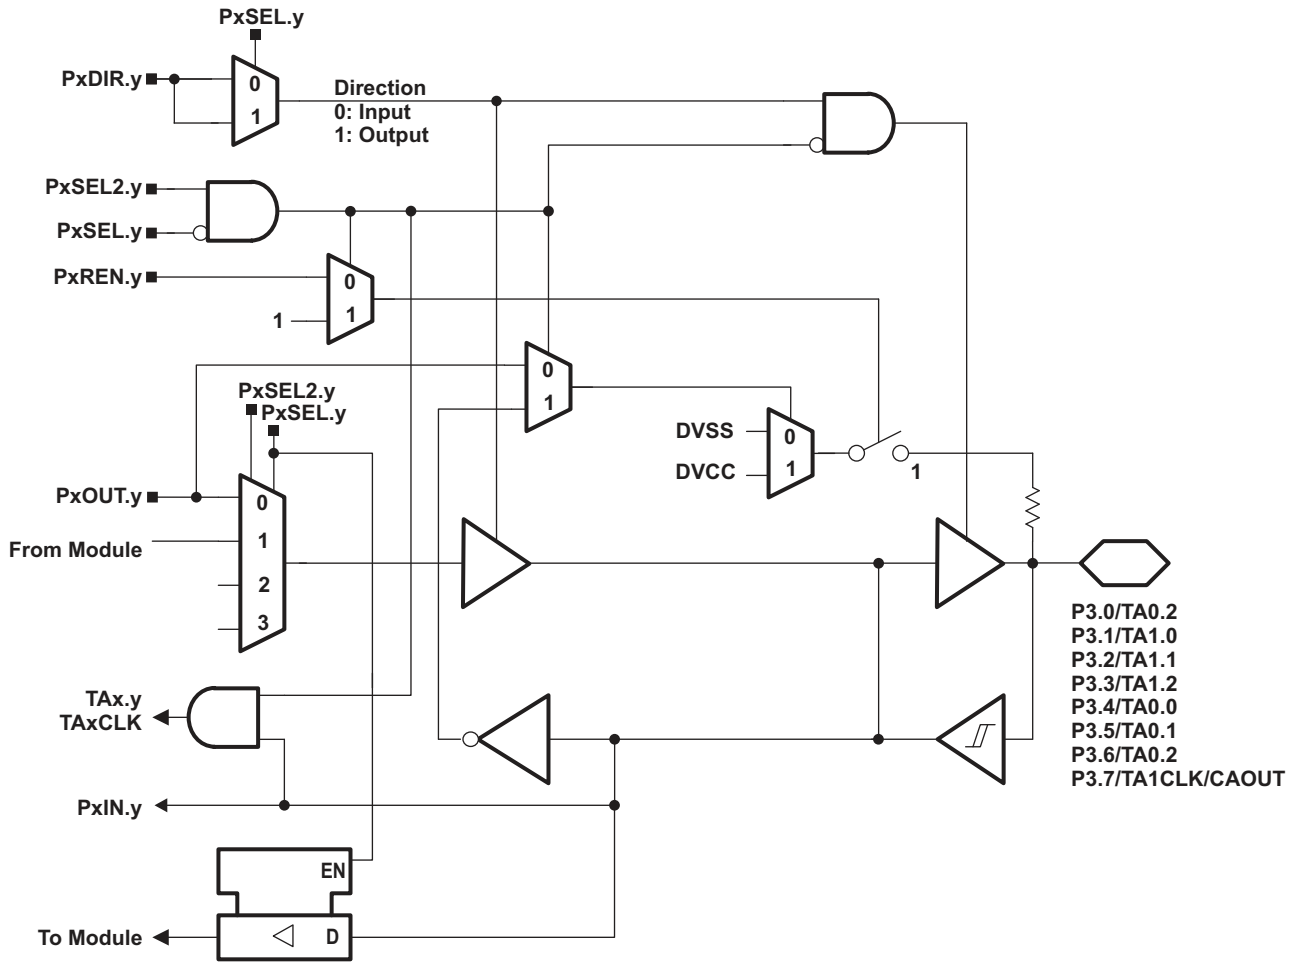 PxSEL.y
PxDIR.y
0
1
Direction
0: Input
1: Output
PxSEL2.y
PxSEL.y
PxREN.y
0
1
1
0
1
PxSEL2.y
PxSEL.y
DVSS
DVCC
0
1
1
PxOUT.y
From Module
0
1
2
3
P3.0/TA0.2
P3.1/TA1.0
P3.2/TA1.1
P3.3/TA1.2
P3.4/TA0.0
P3.5/TA0.1
P3.6/TA0.2
P3.7/TA1CLK/CAOUT
TAx.y
TAxCLK
PxIN.y
EN
D
To Module